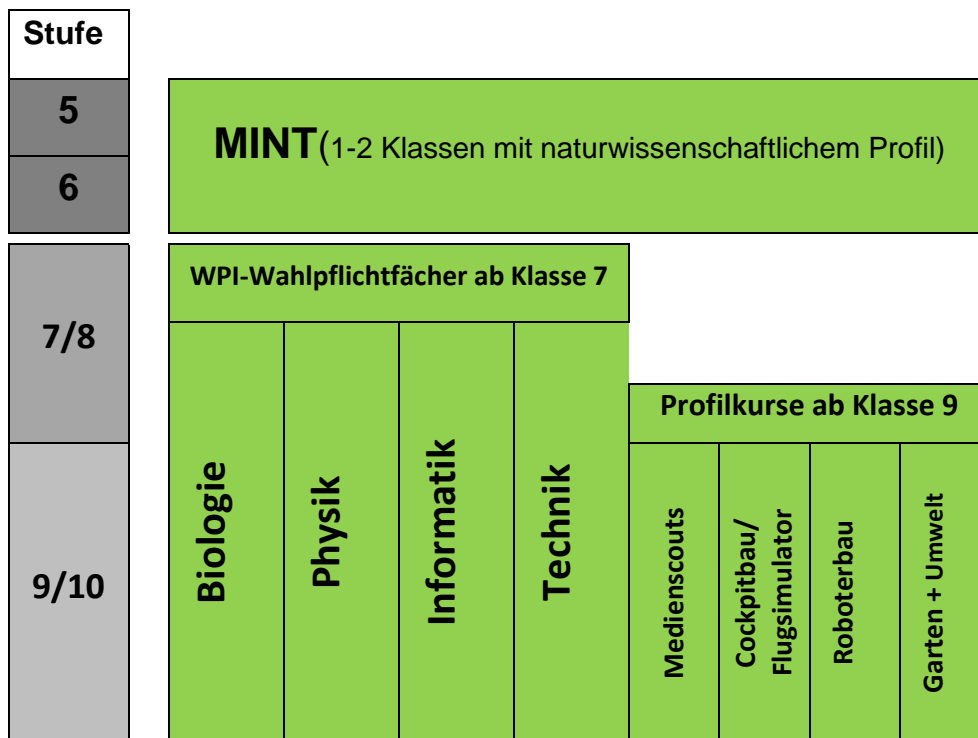 Stufe
5
MINT(1-2 Klassen mit naturwissenschaftlichem Profil)
6
WPI-Wahlpflichtfächer ab Klasse 7
7/8
Profilkurse ab Klasse 9
9/10
Biologie
Physik
Informatik
Technik
Medienscouts
Cockpitbau/
Flugsimulator
Roboterbau
Garten + Umwelt